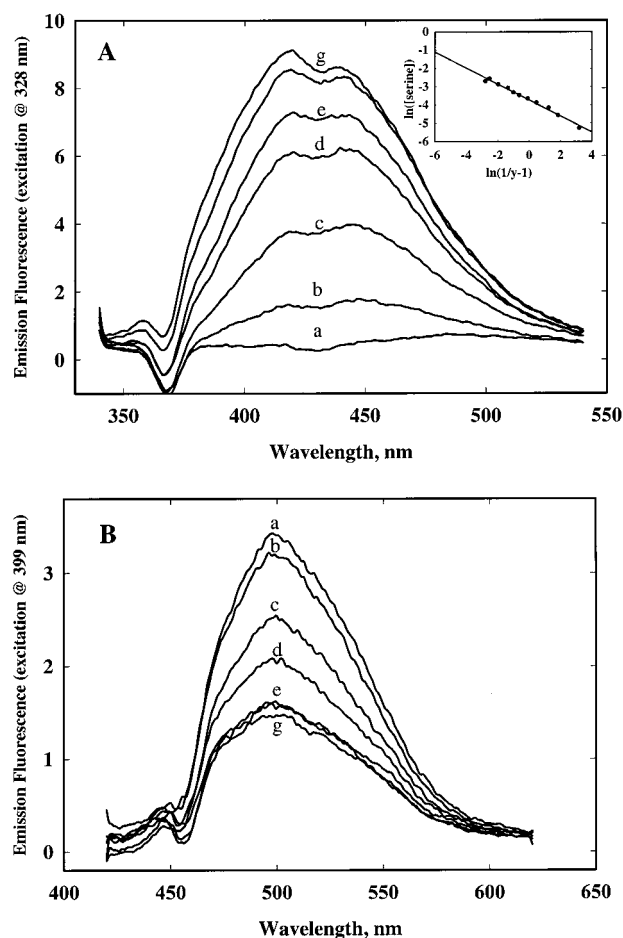 A
Emission Fluorescence (excitation @ 328 nm)
10
8
6
4
2
0
g
e
d
c
b
a
350
400
450
500
550
Wavelength, nm
ln([serine])
0
-1
-2
-3
-4
-5
-6
-6
-4
-2
0
2
4
ln(1/y-1)
B
Emission Fluorescence (excitation @ 399 nm)
3
2
1
0
a
b
c
d
e
g
400
450
500
550
600
650
Wavelength, nm